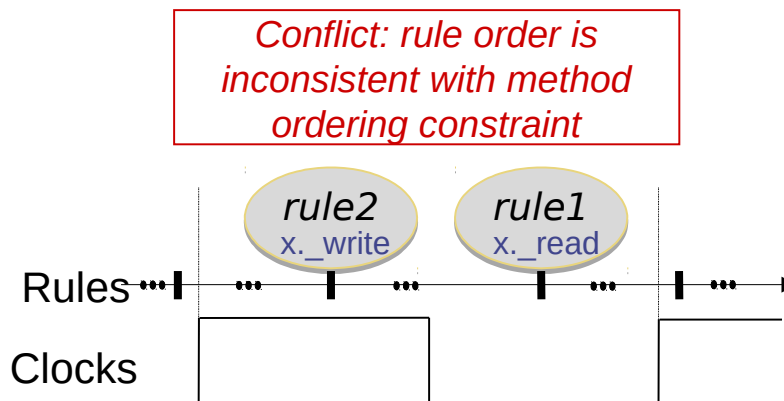 Conflict: rule order is
inconsistent with method
ordering constraint
rule2
x._write
rule1
x._read
Rules
Clocks